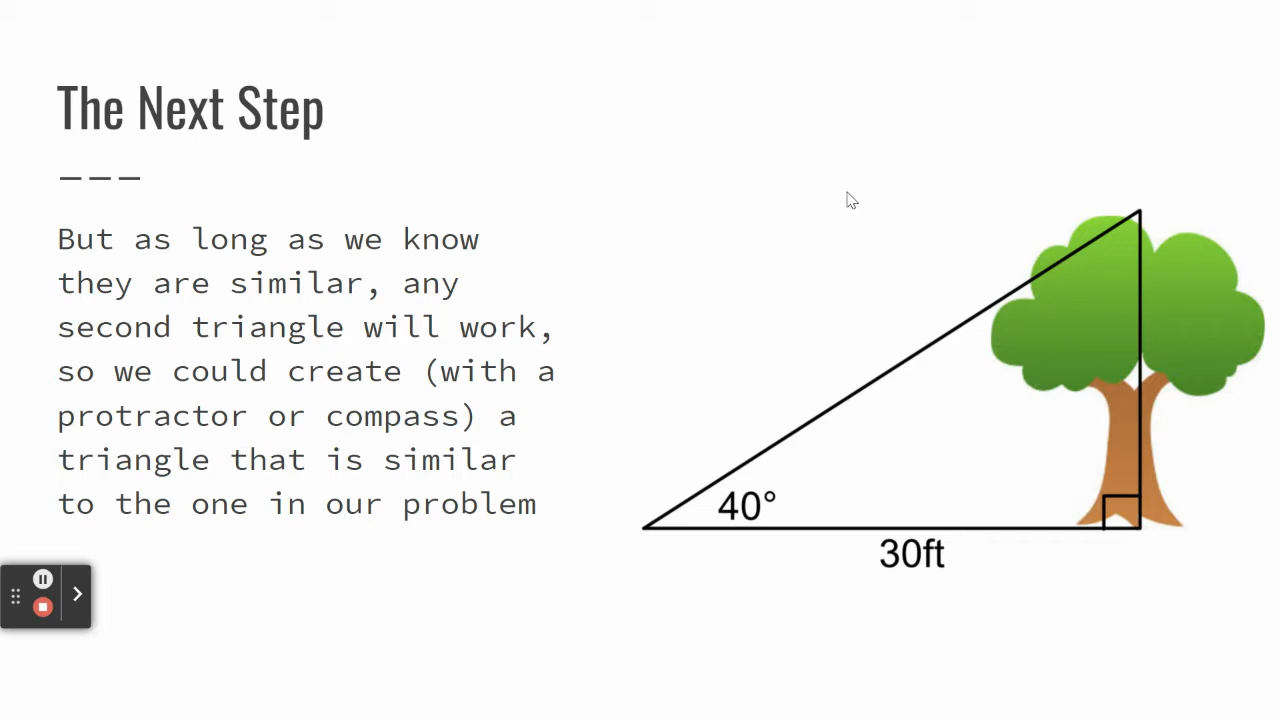 The Next Step
———
But as long as we know
they are similar, any
second triangle will work,
so we could create (with a
protractor or compass) a
triangle that is similar
to the one in our problem
40°
30ft